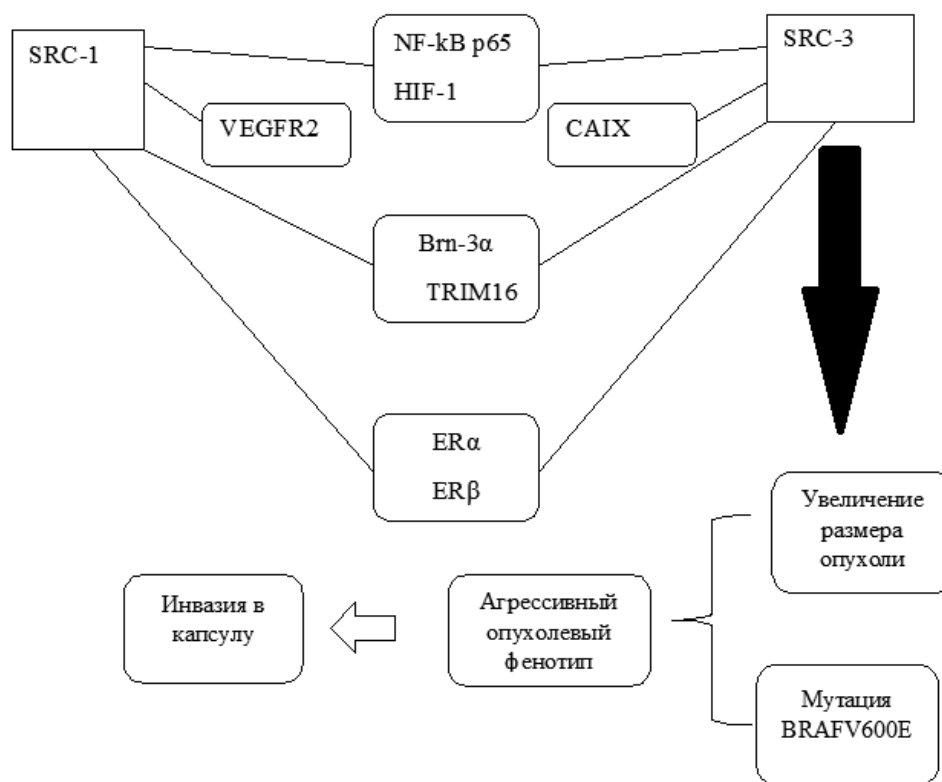 SRC-1
NF-kB p65
HIF-1
SRC-3
VEGFR2
CAIX
Brn-3α
TRIM16
ERα
ERβ
Увеличение
размера
опухоли
Инвазия в
капсулу
Агрессивный
опухолевый
фенотип
Мутация
BRAFV600E